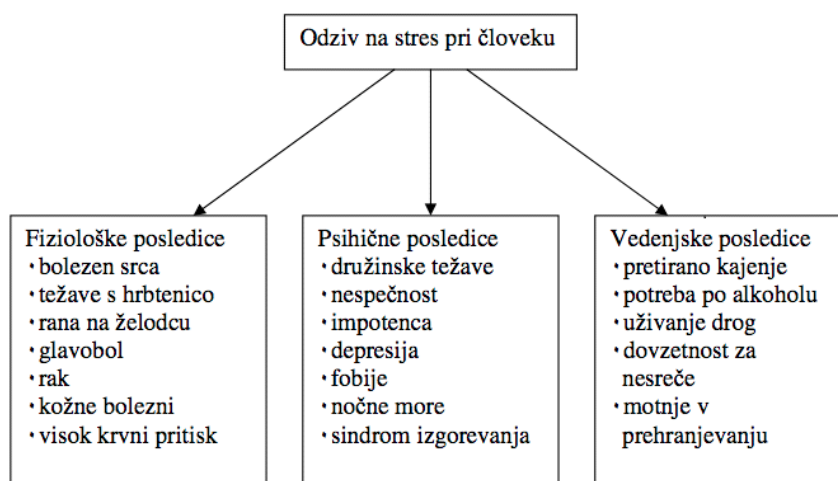 Odziv na stres pri človeku
Fiziološke posledice
• bolezen srca
• težave s hrbtenico
• rana na želodcu
• glavobol
• rak
• kožne bolezni
• visok krvni pritisk
Psihične posledice
• družinske težave
• nespečnost
• impotenca
• depresija
• fobije
• nočne more
• sindrom izgorevanja
Vedenjske posledice
• pretirano kajenje
• potreba po alkoholu
• uživanje drog
• dovzetnost za
nesreče
• motnje v
prehranjevanju